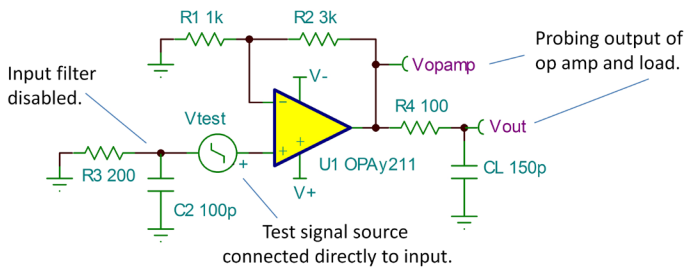 R1 1k
R2 3k
Probing output of
op amp and load.
Vopamp
Input filter
disabled.
V-
−
Vtest
R4 100
Vout
+
+
+
R3 200
U1 OPAy211
CL 150p
V+
C2 100p
Test signal source
connected directly to input.